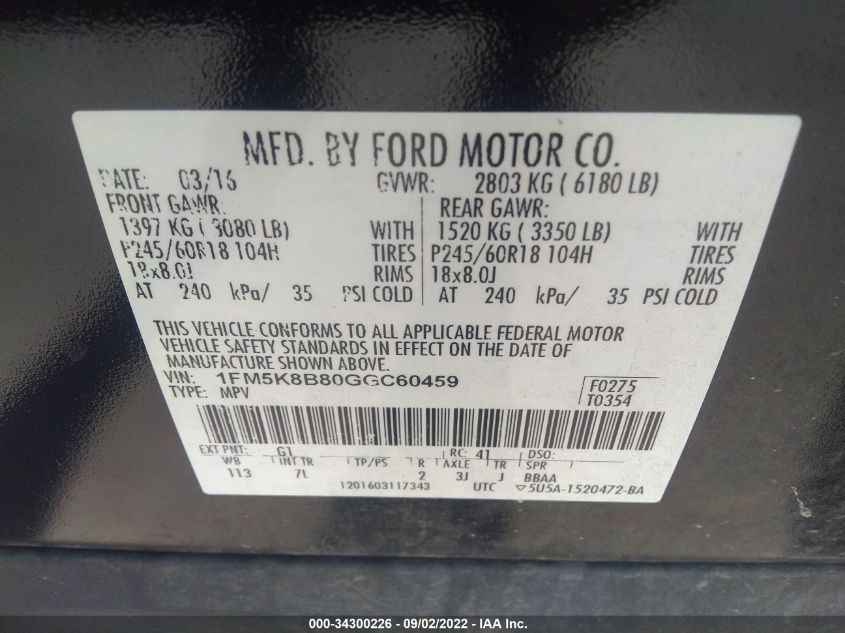 MFD. BY FORD MOTOR CO.
DATE: 03/16 GVWR: 2803 KG ( 6180 LB)
FRONT GAWR: REAR GAWR:
1397 KG ( 3080 LB) WITH 1520 KG ( 3350 LB) WITH
P245/60R18 104H TIRES P245/60R18 104H TIRES
18x8.0J RIMS 18x8.0J RIMS
AT 240 kPa/ 35 PSI COLD AT 240 kPa/ 35 PSI COLD
THIS VEHICLE CONFORMS TO ALL APPLICABLE FEDERAL MOTOR
VEHICLE SAFETY STANDARDS IN EFFECT ON THE DATE OF
MANUFACTURE SHOWN ABOVE.
VIN: 1FM5K8B80GGC60459 F0275
TYPE: MPV T0354
EXT PNT: G1 RC: 41 DSO:
WB INT TR TP/PS R AXLE TR SPR
113 7L 2 3J J BBAA
1201603117343 UTC ▽5U5A-1520472-BA
000-34300226 - 09/02/2022 - IAA Inc.